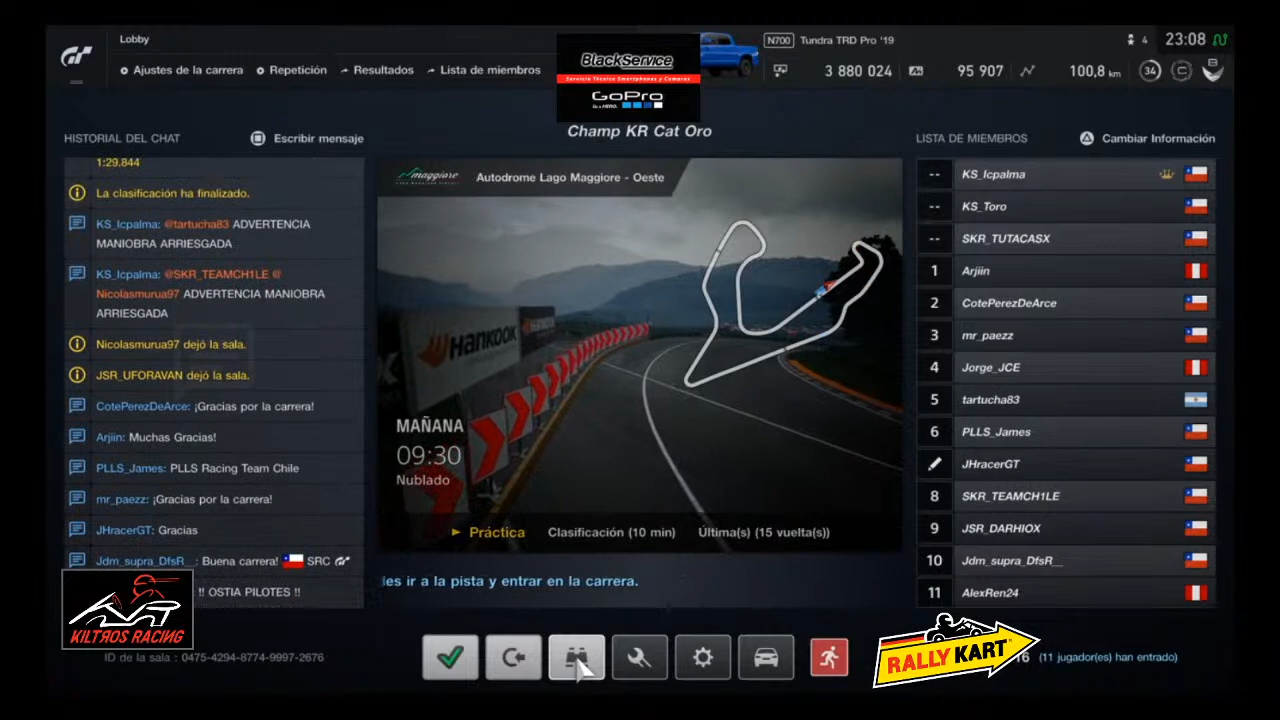 Lobby
Ajustes de la carrera
Repetición
Resultados
Lista de miembros
BlackService
Servicio Técnico Smartphones y Consolas
GoPro
Be a HERO.
N700 Tundra TRD Pro '19
4
23:08
3 880 024
95 907
100,8 km
34
HISTORIAL DEL CHAT
Escribir mensaje
Champ KR Cat Oro
LISTA DE MIEMBROS
Cambiar Información
1:29.844
La clasificación ha finalizado.
KS_Icpalma: @tartucha83 ADVERTENCIA
MANIOBRA ARRIESGADA
KS_Icpalma: @SKR_TEAMCH1LE @
Nicolasmurua97 ADVERTENCIA MANIOBRA
ARRIESGADA
Nicolasmurua97 dejó la sala.
JSR_UFORAVAN dejó la sala.
CotePerezDeArce: ¡Gracias por la carrera!
Arjiin: Muchas Gracias!
PLLS_James: PLLS Racing Team Chile
mr_paezz: ¡Gracias por la carrera!
JHracerGT: Gracias
Jdm_supra_DfsR__: Buena carrera! SRC
!! OSTIA PILOTES !!
maggiore
Autodrome Lago Maggiore - Oeste
HANKOOK
MAÑANA
09:30
Nublado
Práctica
Clasificación (10 min)
Última(s) (15 vuelta(s))
les ir a la pista y entrar en la carrera.
-- KS_Icpalma
-- KS_Toro
-- SKR_TUTACASX
1 Arjiin
2 CotePerezDeArce
3 mr_paezz
4 Jorge_JCE
5 tartucha83
6 PLLS_James
JHracerGT
8 SKR_TEAMCH1LE
9 JSR_DARHIOX
10 Jdm_supra_DfsR__
11 AlexRen24
KILTROS RACING
ID de la sala : 0475-4294-8774-9997-2676
RALLY KART
16 (11 jugador(es) han entrado)